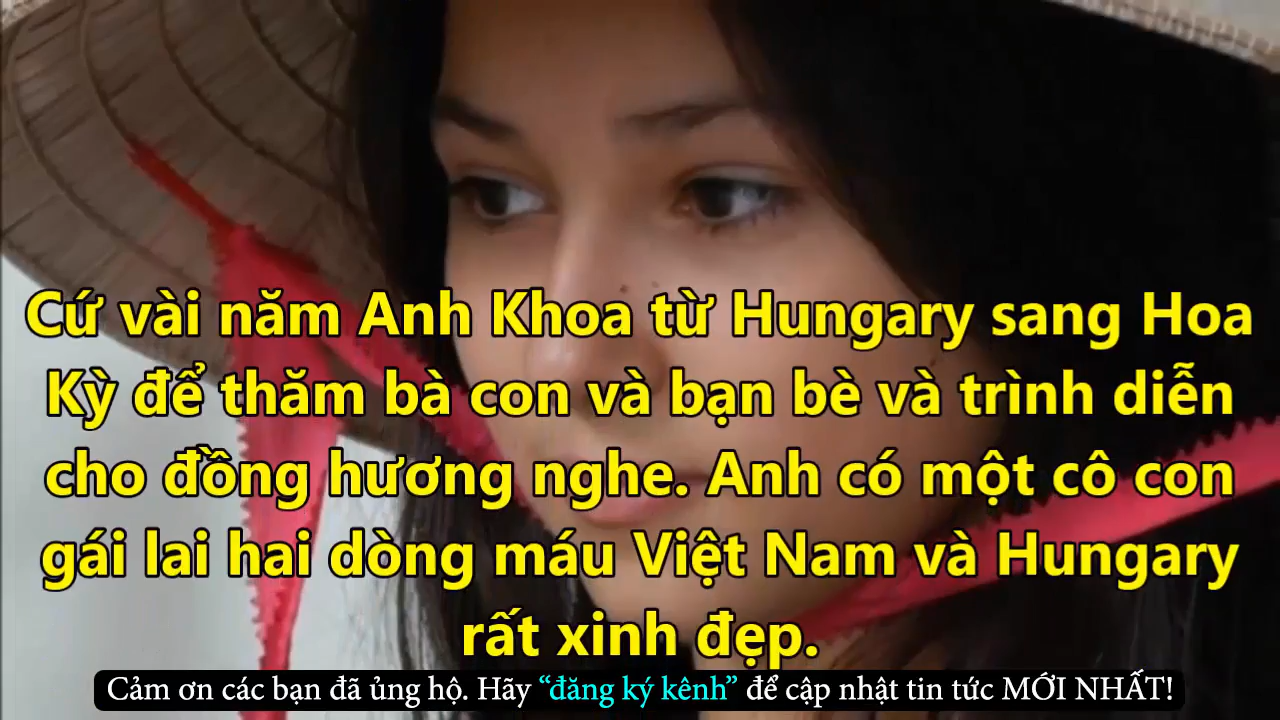 Cứ vài năm Anh Khoa từ Hungary sang Hoa
Kỳ để thăm bà con và bạn bè và trình diễn
cho đồng hương nghe. Anh có một cô con
gái lai hai dòng máu Việt Nam và Hungary
rất xinh đẹp.
Cảm ơn các bạn đã ủng hộ. Hãy “đăng ký kênh” để cập nhật tin tức MỚI NHẤT!